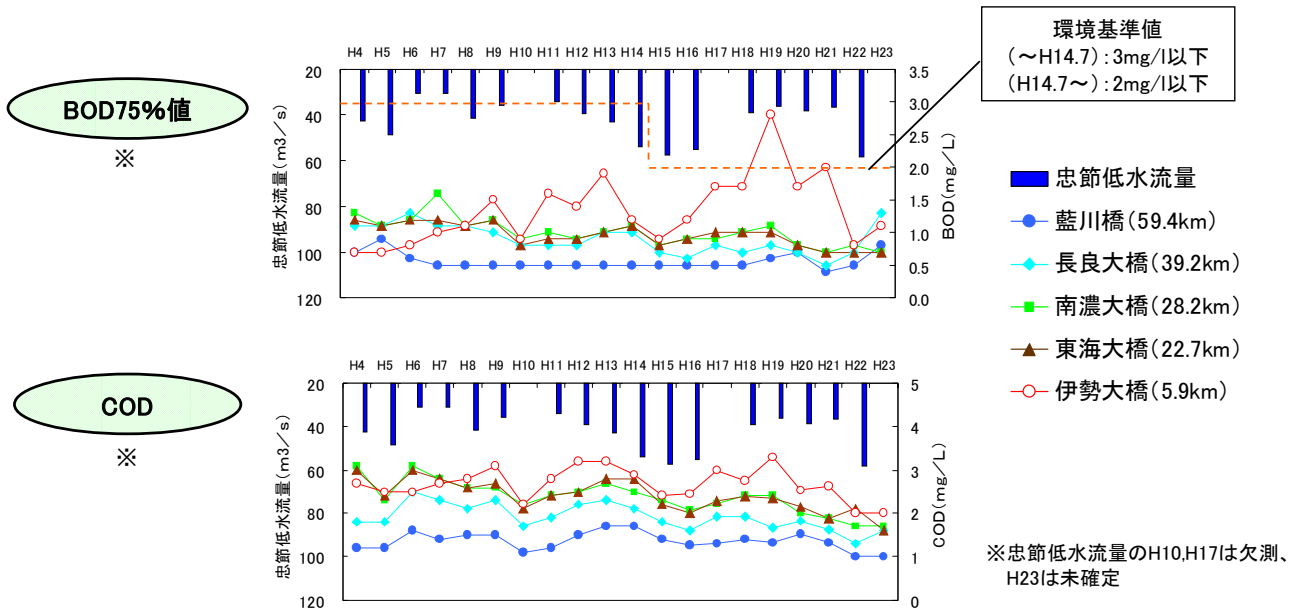 環境基準値
(～H14.7):3mg/l以下
(H14.7～):2mg/l以下
BOD75%値
※
H4 H5 H6 H7 H8 H9 H10 H11 H12 H13 H14 H15 H16 H17 H18 H19 H20 H21 H22 H23
忠節低水流量(m3/s)
20
40
60
80
100
120
BOD(mg/L)
3.5
3.0
2.5
2.0
1.5
1.0
0.5
0.0
忠節低水流量
藍川橋(59.4km)
長良大橋(39.2km)
南濃大橋(28.2km)
東海大橋(22.7km)
伊勢大橋(5.9km)
COD
※
H4 H5 H6 H7 H8 H9 H10 H11 H12 H13 H14 H15 H16 H17 H18 H19 H20 H21 H22 H23
忠節低水流量(m3/s)
20
40
60
80
100
120
COD(mg/L)
5
4
3
2
1
0
※忠節低水流量のH10,H17は欠測、
H23は未確定